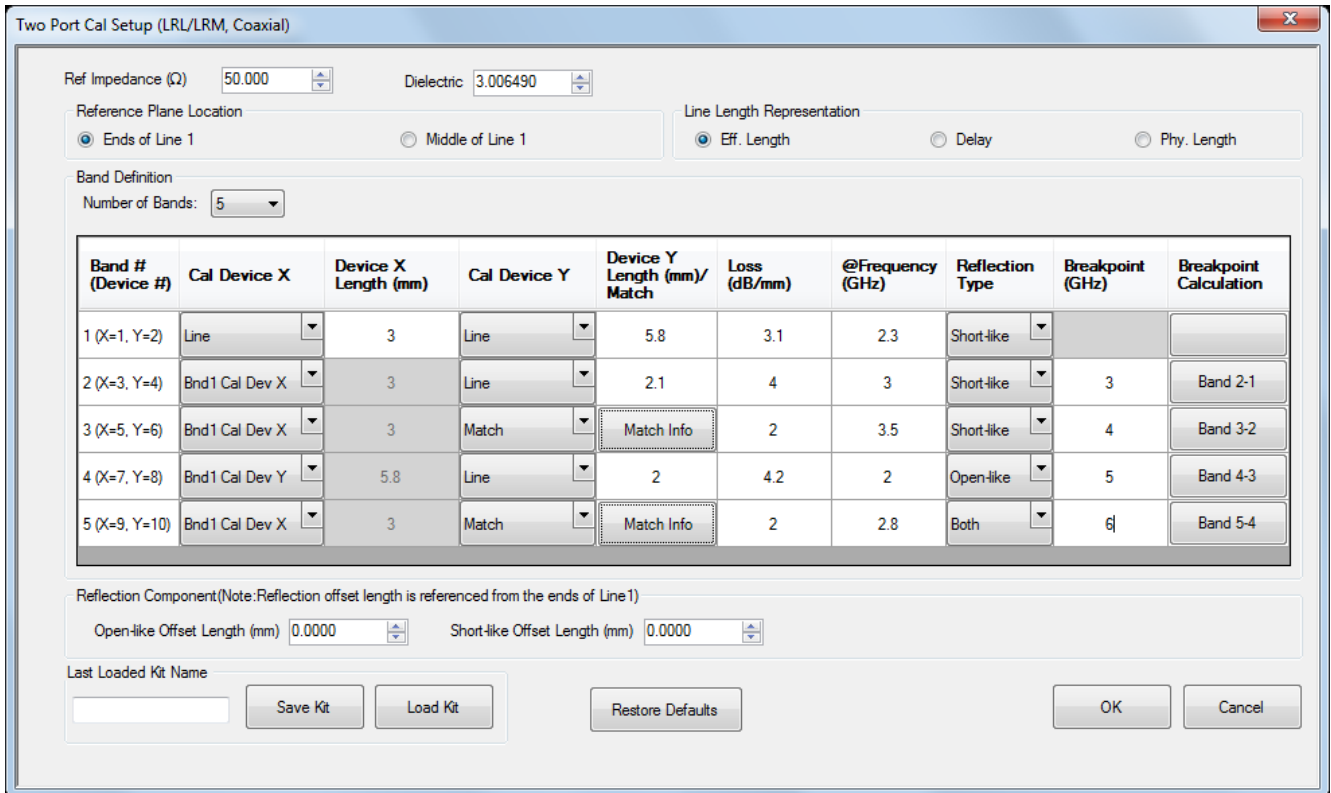 Two Port Cal Setup (LRL/LRM, Coaxial)
Ref Impedance (Ω) 50.000 Dielectric 3.006490
Reference Plane Location Line Length Representation
Ends of Line 1 Middle of Line 1 Eff. Length Delay Phy. Length
Band Definition
Number of Bands: 5
Band # (Device #) Cal Device X Device X Length (mm) Cal Device Y Device Y Length (mm)/ Match Loss (dB/mm) @Frequency (GHz) Reflection Type Breakpoint (GHz) Breakpoint Calculation
1 (X=1, Y=2) Line 3 Line 5.8 3.1 2.3 Short-like
2 (X=3, Y=4) Bnd1 Cal Dev X 3 Line 2.1 4 3 Short-like 3 Band 2-1
3 (X=5, Y=6) Bnd1 Cal Dev X 3 Match Match Info 2 3.5 Short-like 4 Band 3-2
4 (X=7, Y=8) Bnd1 Cal Dev Y 5.8 Line 2 4.2 2 Open-like 5 Band 4-3
5 (X=9, Y=10) Bnd1 Cal Dev X 3 Match Match Info 2 2.8 Both 6 Band 5-4
Reflection Component(Note:Reflection offset length is referenced from the ends of Line1)
Open-like Offset Length (mm) 0.0000 Short-like Offset Length (mm) 0.0000
Last Loaded Kit Name
Save Kit Load Kit Restore Defaults OK Cancel